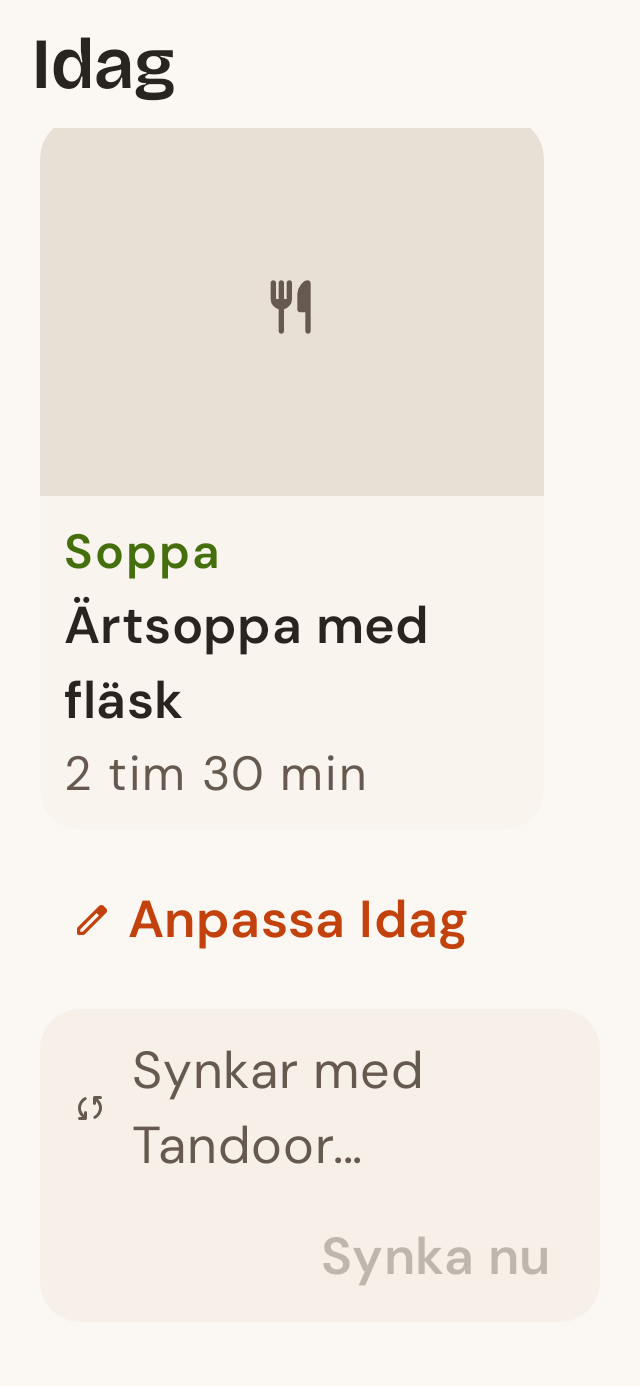 Idag
Soppa
Ärtsoppa med
fläsk
2 tim 30 min
Anpassa Idag
Synkar med
Tandoor…
Synka nu